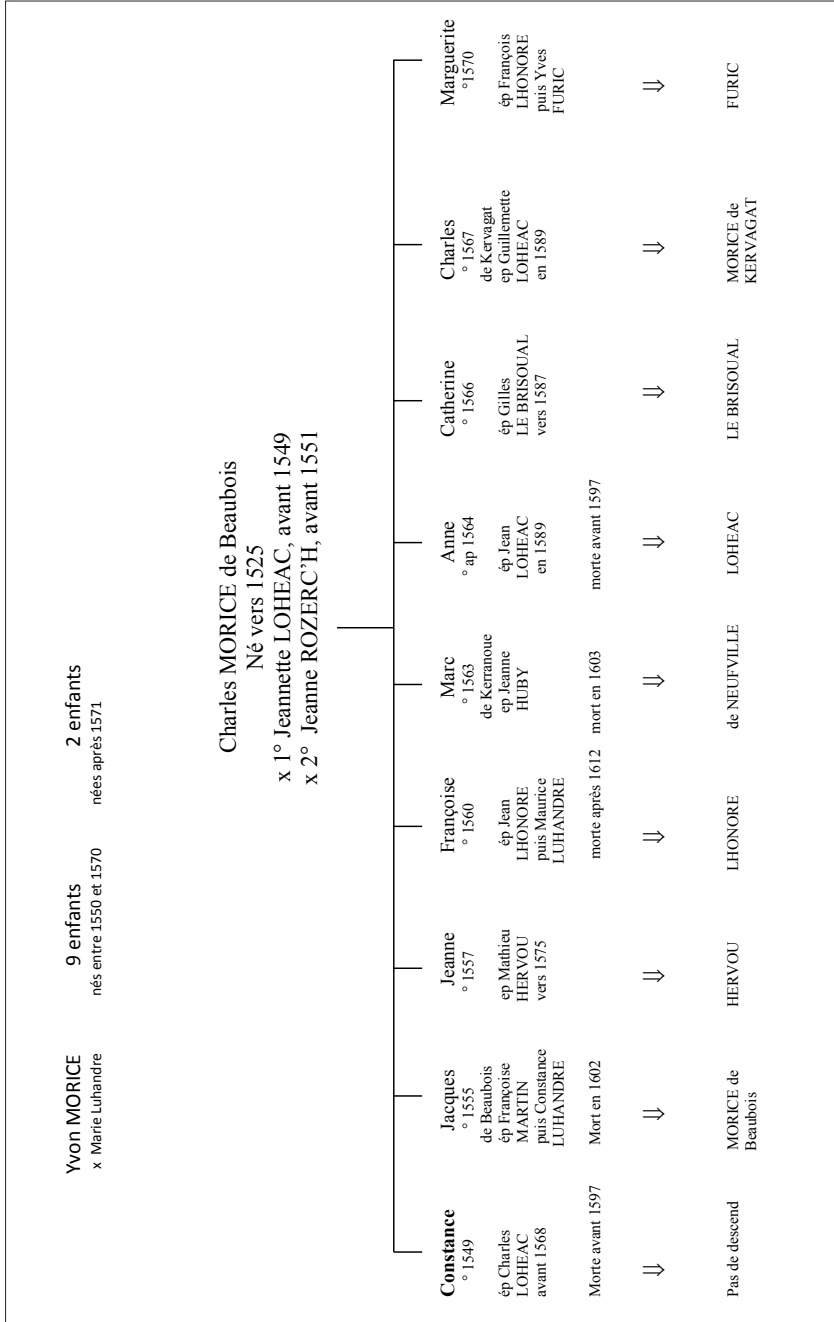 Yvon MORICE
x Marie Luhandre
9 enfants
nés entre 1550 et 1570
2 enfants
nées après 1571
Charles MORICE de Beaubois
Né vers 1525
x 1° Jeannette LOHEAC, avant 1549
x 2° Jeanne ROZERC’H, avant 1551
Constance
° 1549
ép Charles
LOHEAC
avant 1568
Morte avant 1597
⇒
Pas de descend
Jacques
° 1555
de Beaubois
ép Françoise
MARTIN
puis Constance
LUHANDRE
Mort en 1602
⇒
MORICE de
Beaubois
Jeanne
° 1557
ep Mathieu
HERVOU
vers 1575
⇒
HERVOU
Françoise
° 1560
ép Jean
LHONORE
puis Maurice
LUHANDRE
morte après 1612
⇒
LHONORE
Marc
° 1563
de Kerranoue
ep Jeanne
HUBY
mort en 1603
⇒
de NEUFVILLE
Anne
° ap 1564
ép Jean
LOHEAC
en 1589
morte avant 1597
⇒
LOHEAC
Catherine
° 1566
ép Gilles
LE BRISOUAL
vers 1587
⇒
LE BRISOUAL
Charles
° 1567
de Kervagat
ep Guillemette
LOHEAC
en 1589
⇒
MORICE de
KERVAGAT
Marguerite
°1570
ép François
LHONORE
puis Yves
FURIC
⇒
FURIC